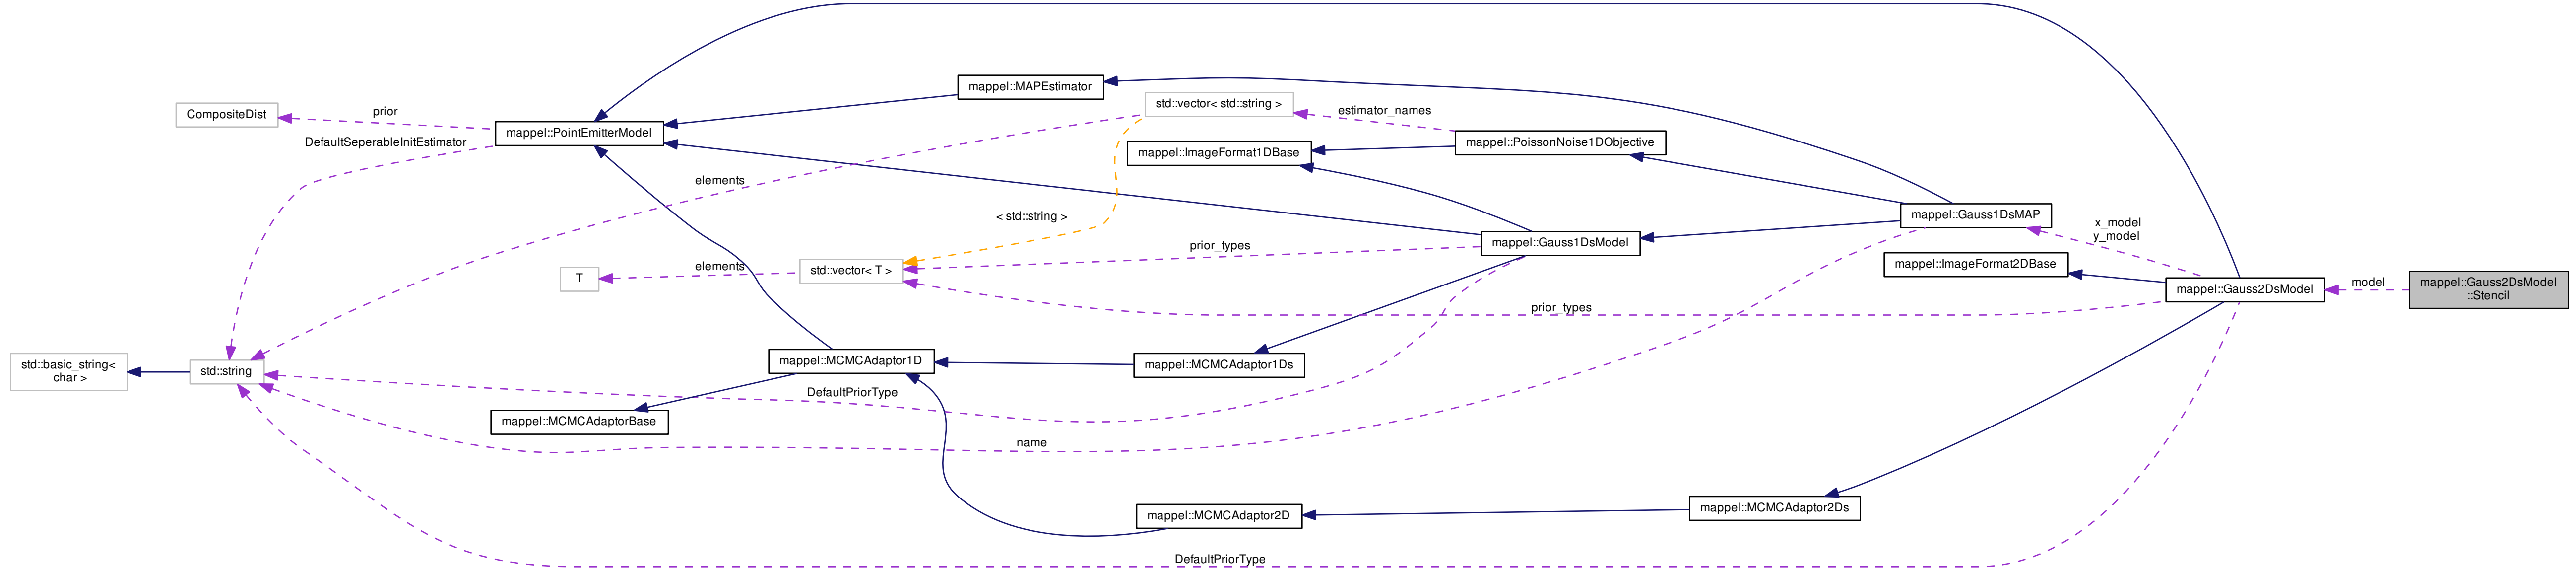 mappel::MAPEstimator
std::vector< std::string >
estimator_names
CompositeDist
prior
mappel::PointEmitterModel
DefaultSeperableInitEstimator
mappel::PoissonNoise1DObjective
mappel::ImageFormat1DBase
elements
< std::string >
mappel::Gauss1DsMAP
x_model
y_model
prior_types
mappel::Gauss1DsModel
mappel::ImageFormat2DBase
T
elements
std::vector< T >
mappel::Gauss2DsModel
model
mappel::Gauss2DsModel
::Stencil
prior_types
std::basic_string<
char >
std::string
mappel::MCMCAdaptor1D
mappel::MCMCAdaptor1Ds
DefaultPriorType
mappel::MCMCAdaptorBase
name
mappel::MCMCAdaptor2D
mappel::MCMCAdaptor2Ds
DefaultPriorType